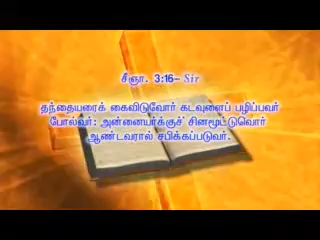 சீஞா. 3:16- Sir
தந்தையரைக் கைவிடுவோர் கடவுளைப் பழிப்பவர்
போல்வர்: அன்னையர்க்குச் சினமூட்டுவொர்
ஆண்டவரால் சபிக்கப்படுவர்.